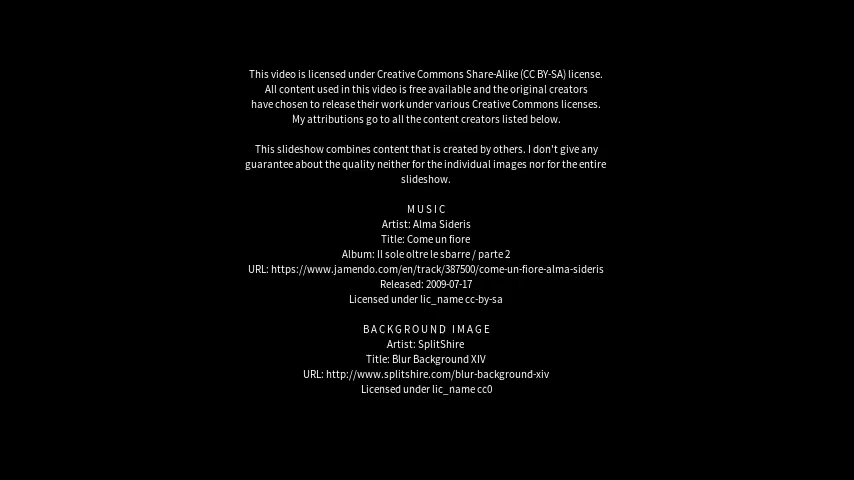 This video is licensed under Creative Commons Share-Alike (CC BY-SA) license.
All content used in this video is free available and the original creators
have chosen to release their work under various Creative Commons licenses.
My attributions go to all the content creators listed below.
This slideshow combines content that is created by others. I don't give any
guarantee about the quality neither for the individual images nor for the entire
slideshow.
MUSIC
Artist: Alma Sideris
Title: Come un fiore
Album: Il sole oltre le sbarre / parte 2
URL: https://www.jamendo.com/en/track/387500/come-un-fiore-alma-sideris
Released: 2009-07-17
Licensed under lic_name cc-by-sa
BACKGROUND IMAGE
Artist: SplitShire
Title: Blur Background XIV
URL: http://www.splitshire.com/blur-background-xiv
Licensed under lic_name cc0